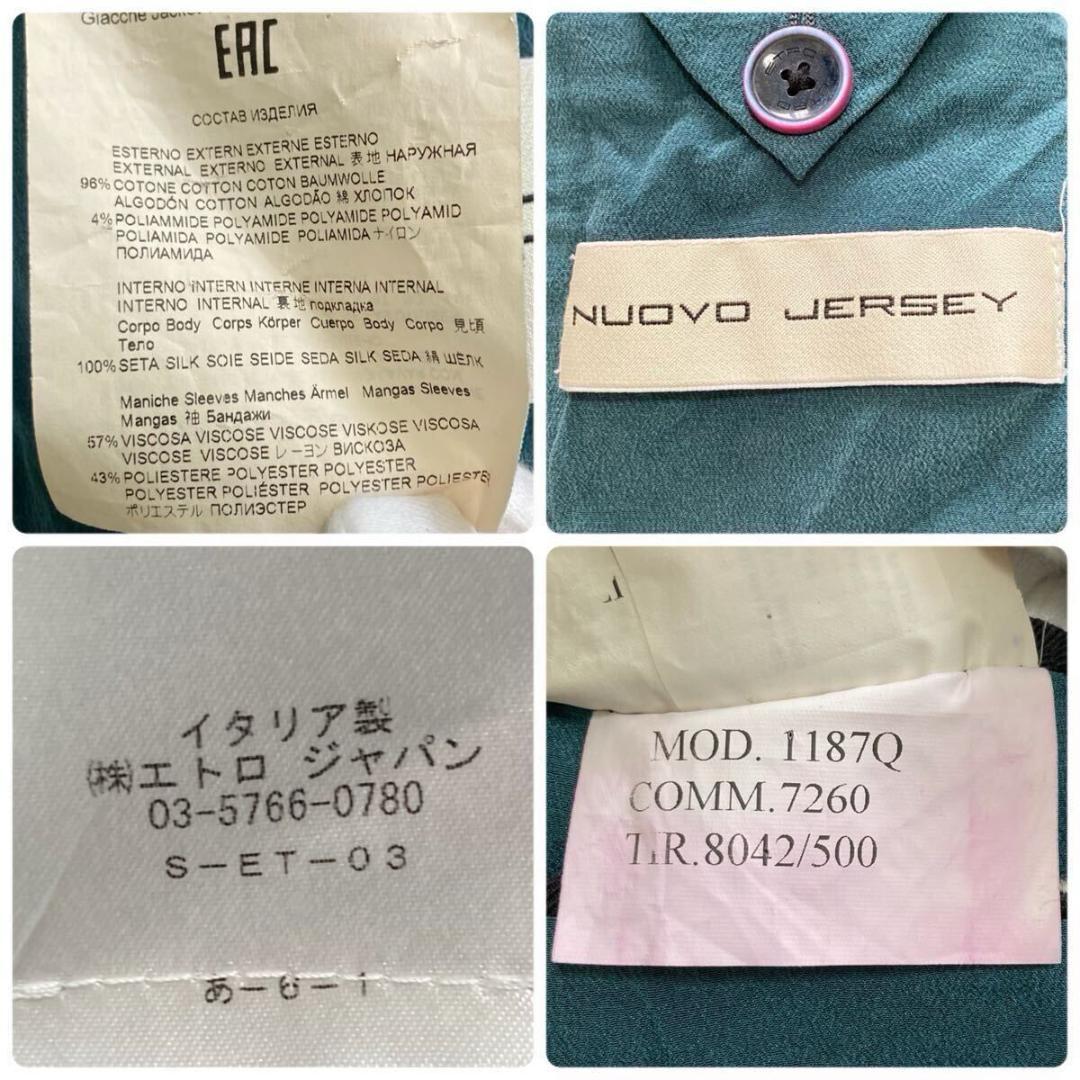 Giacche Jacket
EAC
СОСТАВ ИЗДЕЛИЯ
ESTERNO EXTERN EXTERNE ESTERNO
EXTERNAL EXTERNO EXTERNAL 表地 НАРУЖНАЯ
96% COTONE COTTON COTON BAUMWOLLE
ALGODÓN COTTON ALGODÃO 綿 ХЛОПОК
4% POLIAMMIDE POLYAMIDE POLYAMIDE POLYAMID
POLIAMIDA POLYAMIDE POLIAMIDA ナイロン
ПОЛИАМИДА
INTERNO INTERN INTERNE INTERNA INTERNAL
INTERNO INTERNAL 裏地 подкладка
Corpo Body Corps Körper Cuerpo Body Corpo 見頃
Тело
100% SETA SILK SOIE SEIDE SEDA SILK SEDA 絹 ШЕЛК
Maniche Sleeves Manches Ärmel Mangas Sleeves
Mangas 袖 Бандажи
57% VISCOSA VISCOSE VISCOSE VISKOSE VISCOSA
VISCOSE VISCOSE レーヨン ВИСКОЗА
43% POLIESTERE POLYESTER POLYESTER
POLYESTER POLIÉSTER POLYESTER POLIESTER
ポリエステル ПОЛИЭСТЕР
ETRO
NUOVO JERSEY
イタリア製
㈱エトロ ジャパン
03-5766-0780
S-ET-03
あ-6-1
MOD. 1187Q
COMM.7260
TIR.8042/500